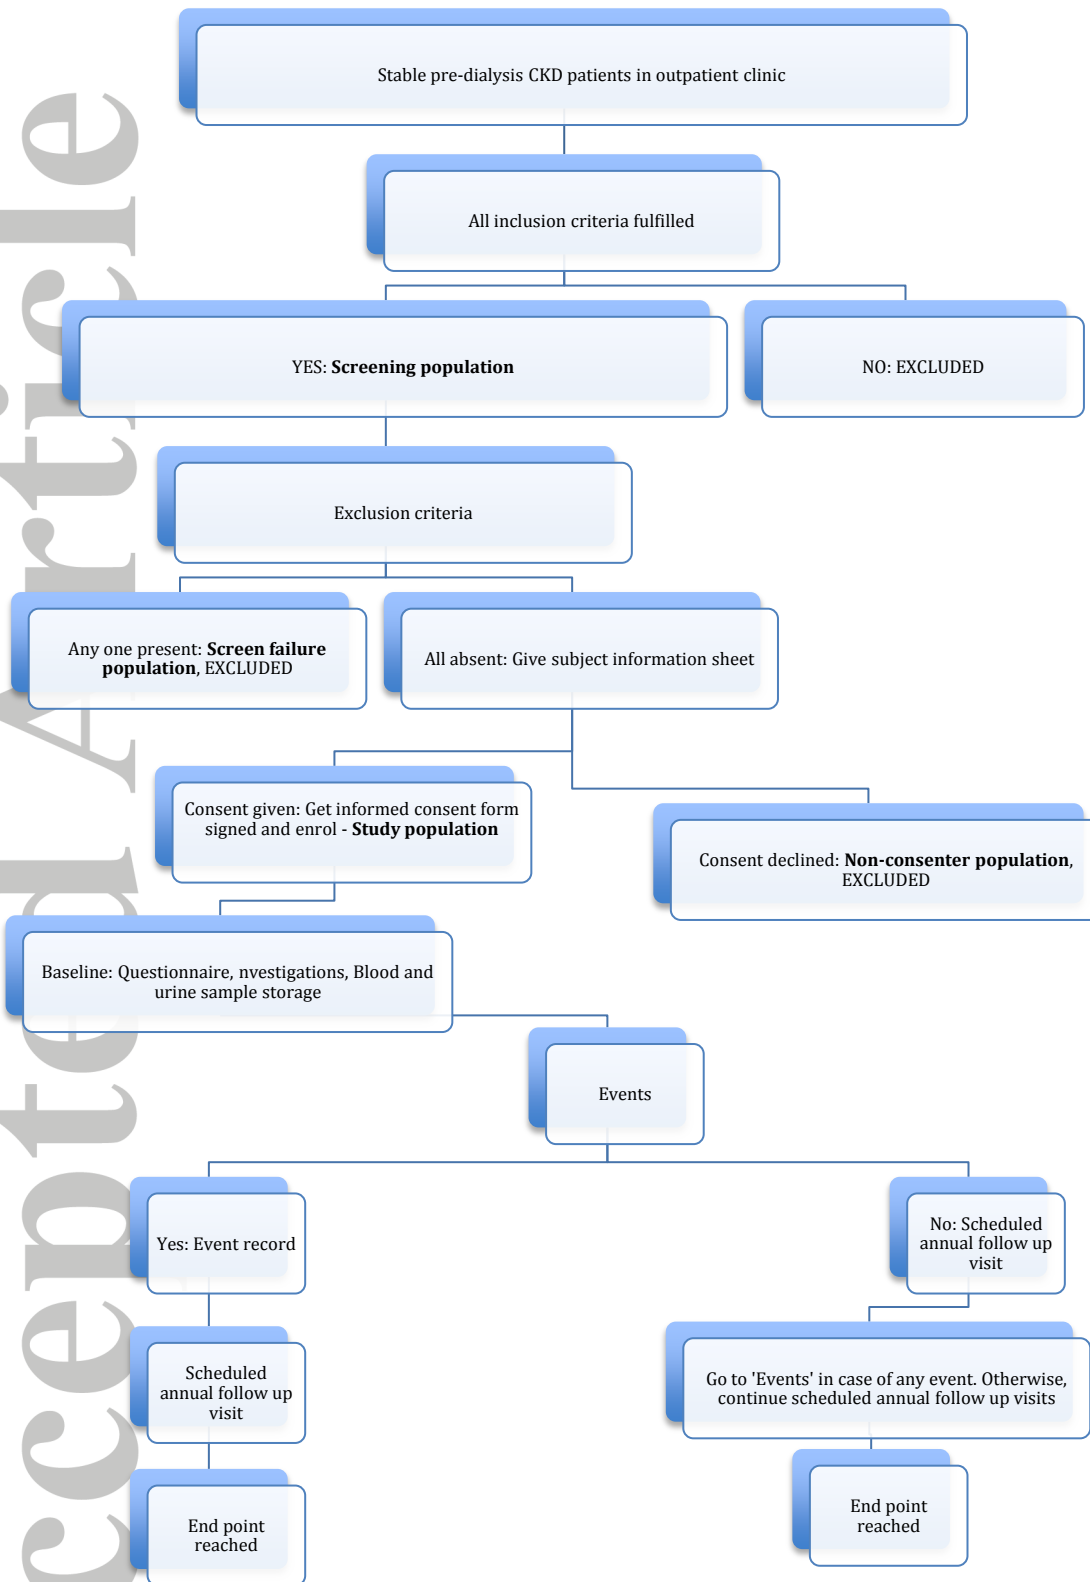 Stable pre-dialysis CKD patients in outpatient clinic
All inclusion criteria fulfilled
YES: Screening population
NO: EXCLUDED
Exclusion criteria
Any one present: Screen failure
population, EXCLUDED
All absent: Give subject information sheet
Consent given: Get informed consent form
signed and enrol - Study population
Consent declined: Non-consenter population,
EXCLUDED
Baseline: Questionnaire, nvestigations, Blood and
urine sample storage
Events
Yes: Event record
No: Scheduled
annual follow up
visit
Scheduled
annual follow up
visit
Go to 'Events' in case of any event. Otherwise,
continue scheduled annual follow up visits
End point
reached
End point
reached
ccepted Article